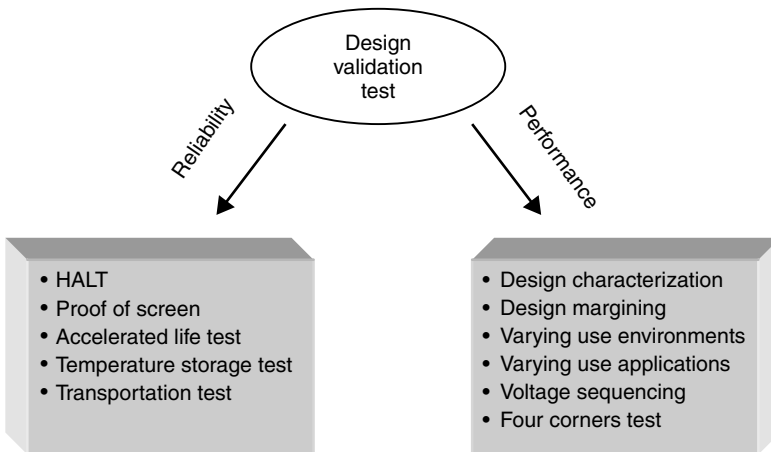 Design
validation
test
Reliability
Performance
• HALT
• Proof of screen
• Accelerated life test
• Temperature storage test
• Transportation test
• Design characterization
• Design margining
• Varying use environments
• Varying use applications
• Voltage sequencing
• Four corners test